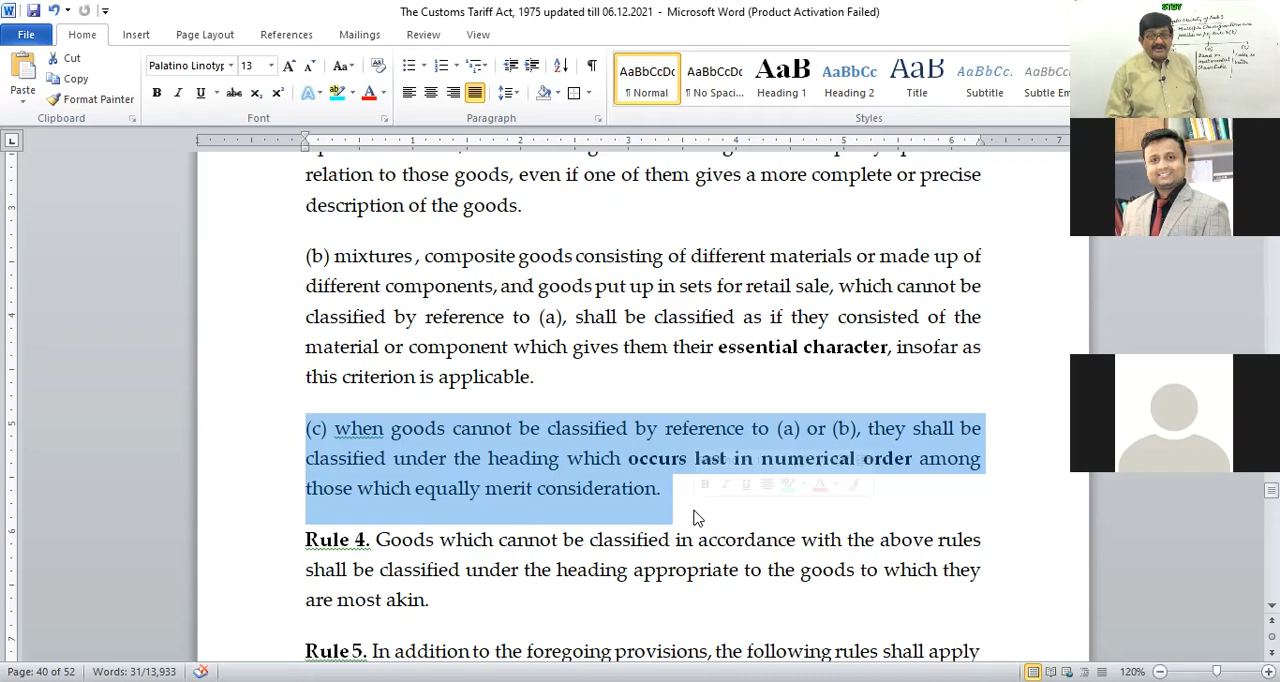 The Customs Tariff Act, 1975 updated till 06.12.2021 - Microsoft Word (Product Activation Failed)
File Home Insert Page Layout References Mailings Review View
Cut
Copy
Format Painter
Paste
Clipboard
Palatino Linotyp 13
Font
Paragraph
AaBbCcDc AaBbCcDc AaB AaBbCc AaBbCcD AaBbCcD AaBbCcD
¶ Normal ¶ No Spaci... Heading 1 Heading 2 Title Subtitle Subtle Em
Styles
STUDY
relation to those goods, even if one of them gives a more complete or precise
description of the goods.
(b) mixtures , composite goods consisting of different materials or made up of
different components, and goods put up in sets for retail sale, which cannot be
classified by reference to (a), shall be classified as if they consisted of the
material or component which gives them their essential character, insofar as
this criterion is applicable.
(c) when goods cannot be classified by reference to (a) or (b), they shall be
classified under the heading which occurs last in numerical order among
those which equally merit consideration.
Rule 4. Goods which cannot be classified in accordance with the above rules
shall be classified under the heading appropriate to the goods to which they
are most akin.
Rule 5. In addition to the foregoing provisions, the following rules shall apply
Page: 40 of 52 Words: 31/13,933 120%